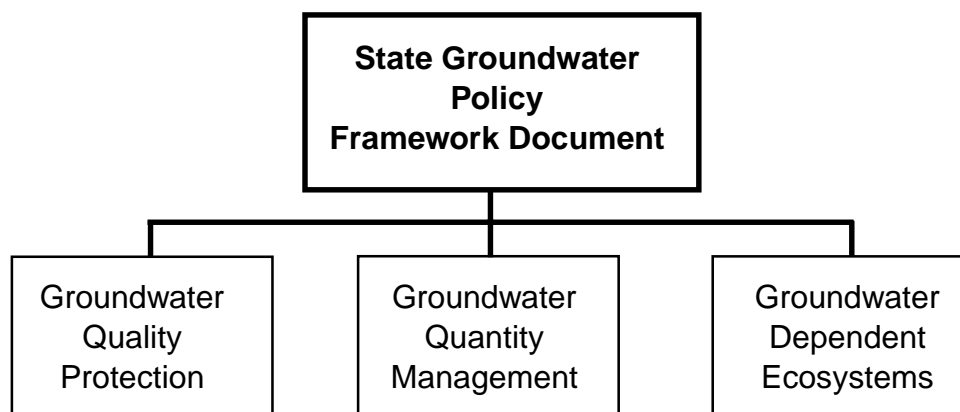 State Groundwater
Policy
Framework Document
Groundwater
Quality
Protection
Groundwater
Quantity
Management
Groundwater
Dependent
Ecosystems